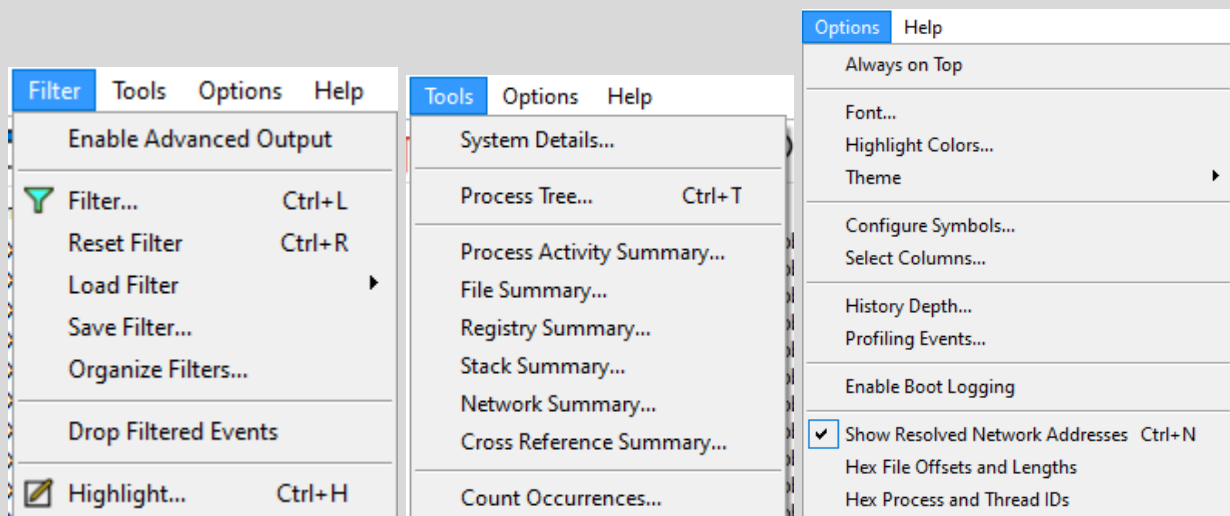 Filter Tools Options Help
Enable Advanced Output
Filter... Ctrl+L
Reset Filter Ctrl+R
Load Filter
Save Filter...
Organize Filters...
Drop Filtered Events
Highlight... Ctrl+H
Tools Options Help
System Details...
Process Tree... Ctrl+T
Process Activity Summary...
File Summary...
Registry Summary...
Stack Summary...
Network Summary...
Cross Reference Summary...
Count Occurrences...
Options Help
Always on Top
Font...
Highlight Colors...
Theme
Configure Symbols...
Select Columns...
History Depth...
Profiling Events...
Enable Boot Logging
Show Resolved Network Addresses Ctrl+N
Hex File Offsets and Lengths
Hex Process and Thread IDs